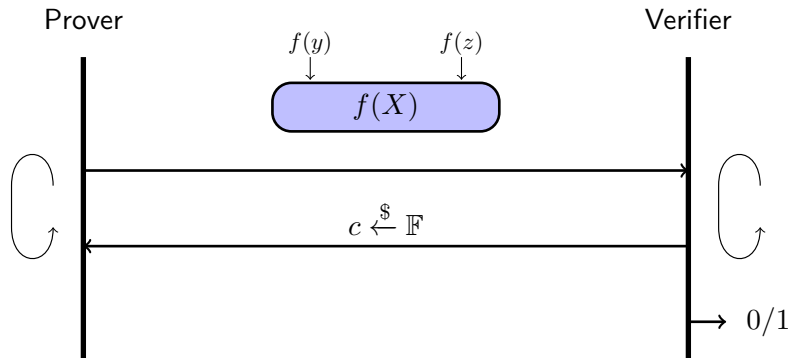 Prover Verifier
f(y) f(z)
f(X)
c $← 𝔽
0/1